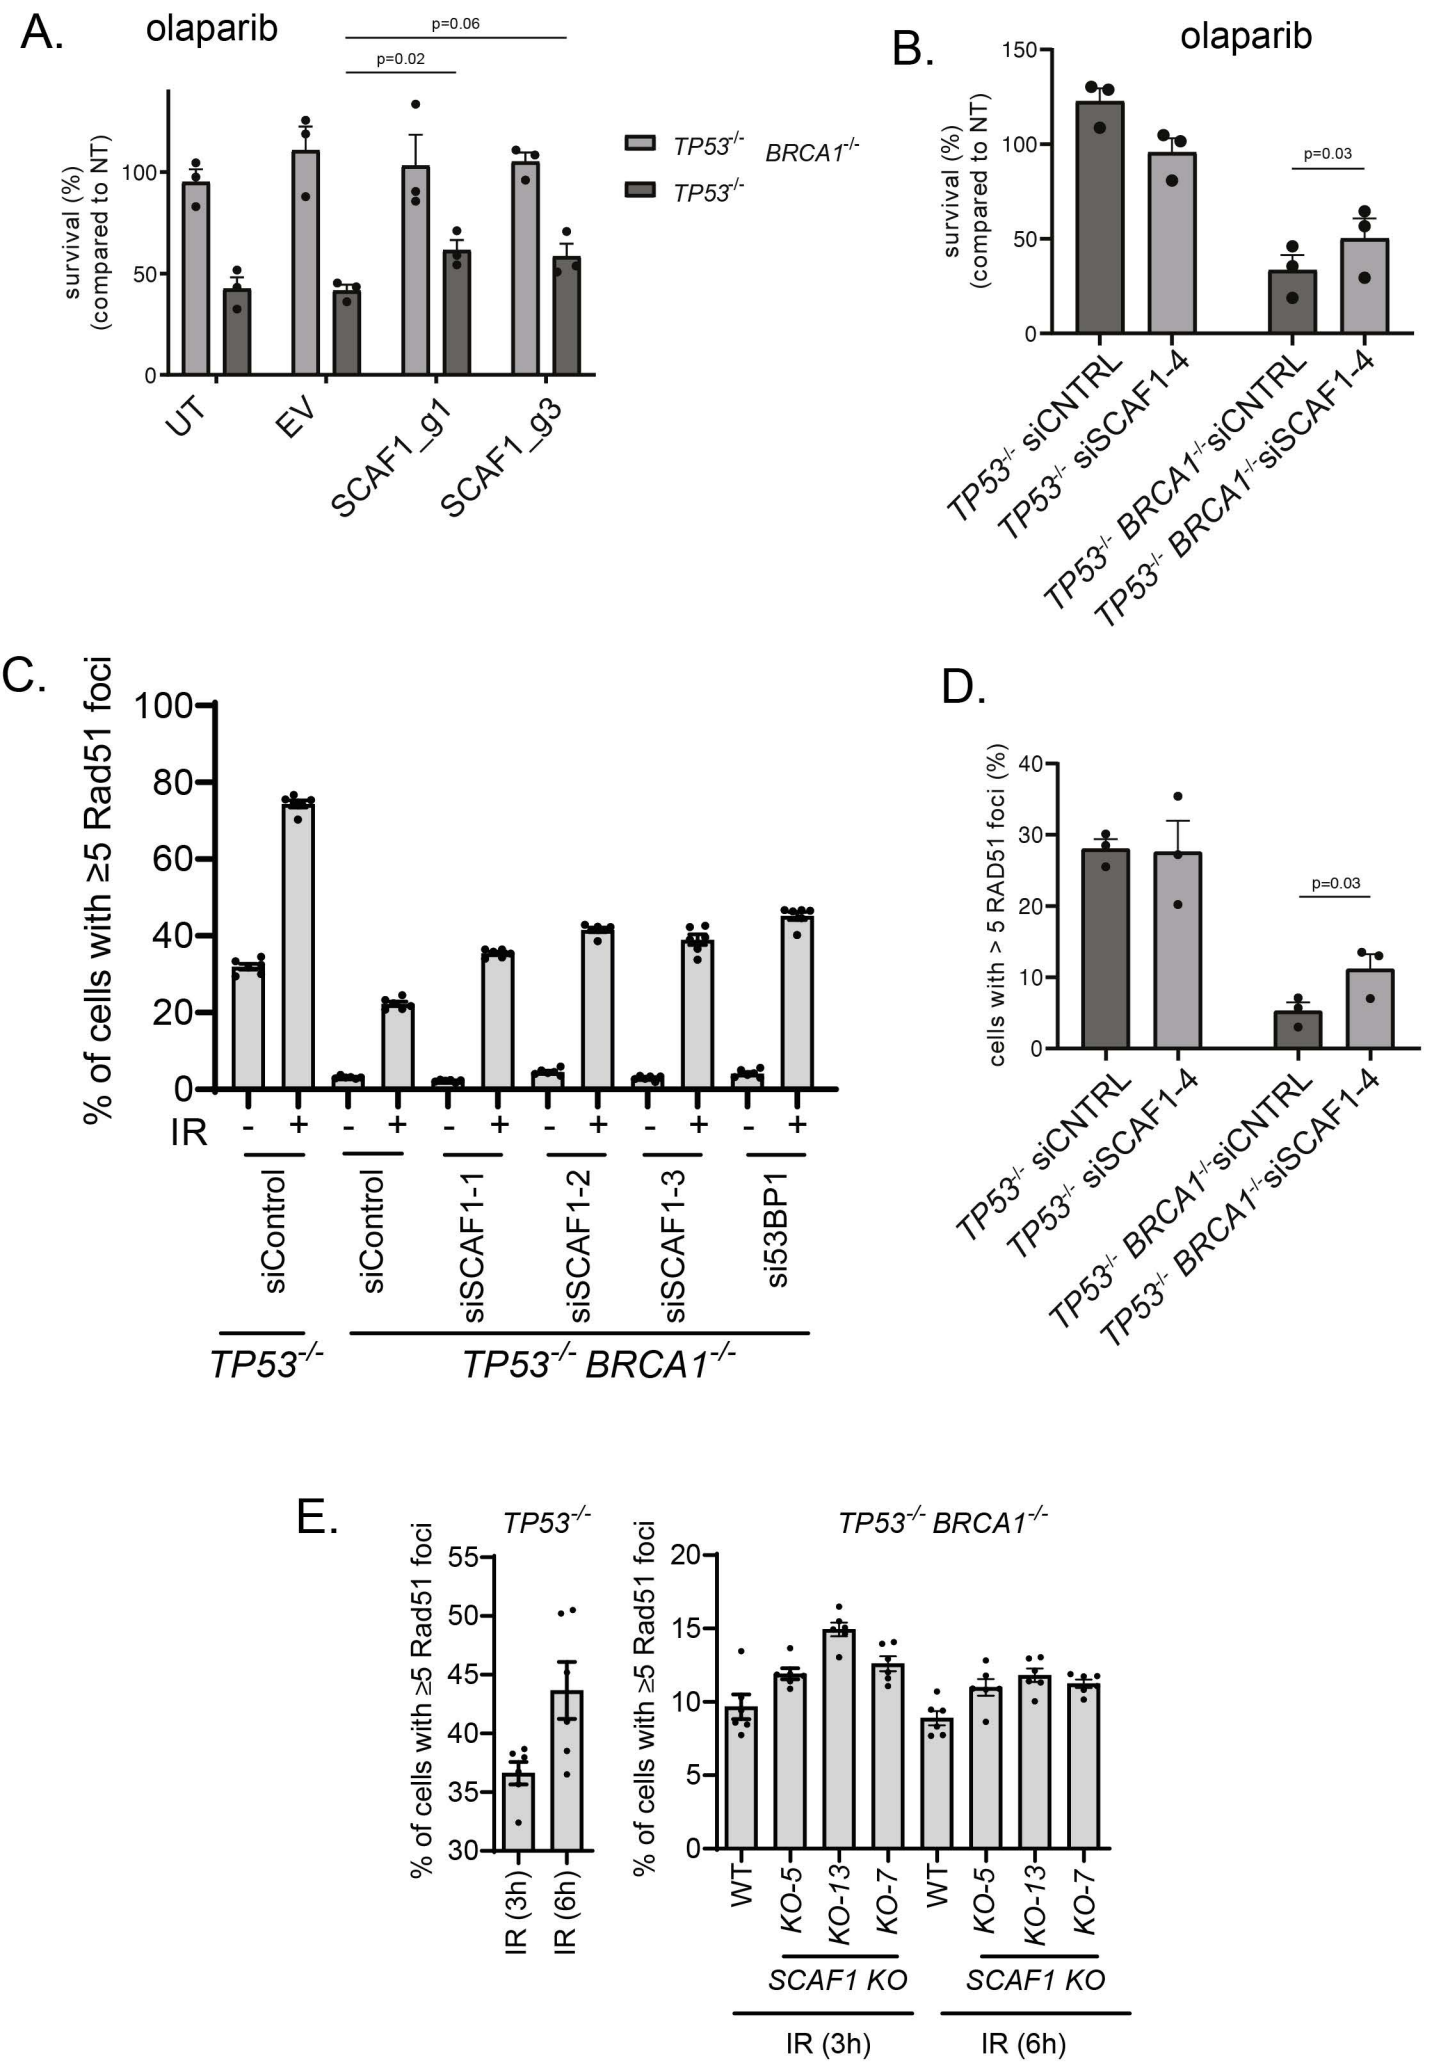 A.
olaparib
p=0.06
p=0.02
survival (%)
(compared to NT)
100
50
0
UT
EV
SCAF1_g1
SCAF1_g3
TP53-/- BRCA1-/-
TP53-/-
B.
olaparib
survival (%)
(compared to NT)
150
100
50
0
p=0.03
TP53-/- siCNTRL
TP53-/- siSCAF1-4
TP53-/- BRCA1-/-siCNTRL
TP53-/- BRCA1-/-siSCAF1-4
C.
% of cells with ≥5 Rad51 foci
100
80
60
40
20
0
IR - + - + - + - + - + - +
siControl
siControl
siSCAF1-1
siSCAF1-2
siSCAF1-3
si53BP1
TP53-/-
TP53-/- BRCA1-/-
D.
cells with > 5 RAD51 foci (%)
40
30
20
10
0
p=0.03
TP53-/- siCNTRL
TP53-/- siSCAF1-4
TP53-/- BRCA1-/-siCNTRL
TP53-/- BRCA1-/-siSCAF1-4
E.
TP53-/-
% of cells with ≥5 Rad51 foci
55
50
45
40
35
30
IR (3h)
IR (6h)
TP53-/- BRCA1-/-
% of cells with ≥5 Rad51 foci
20
15
10
5
0
WT
KO-5
KO-13
KO-7
WT
KO-5
KO-13
KO-7
SCAF1 KO
SCAF1 KO
IR (3h)
IR (6h)